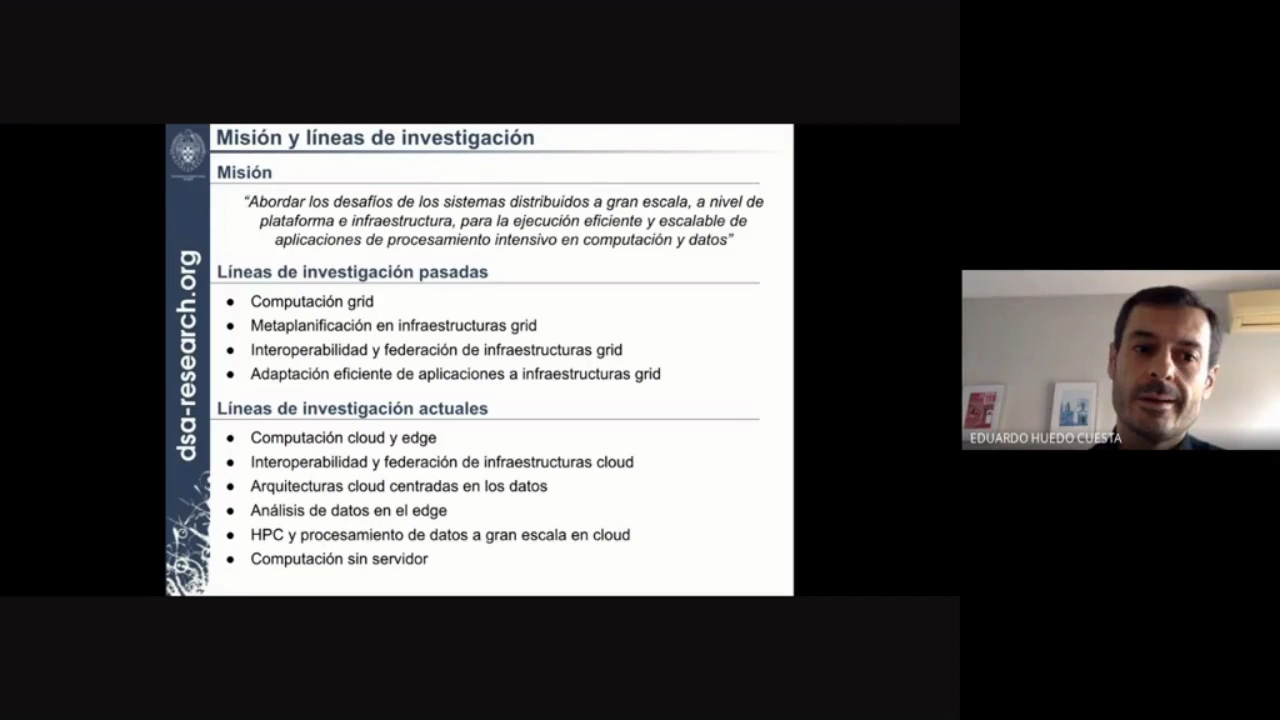 Misión y líneas de investigación
Misión
“Abordar los desafíos de los sistemas distribuidos a gran escala, a nivel de
plataforma e infraestructura, para la ejecución eficiente y escalable de
aplicaciones de procesamiento intensivo en computación y datos”
Líneas de investigación pasadas
● Computación grid
● Metaplanificación en infraestructuras grid
● Interoperabilidad y federación de infraestructuras grid
● Adaptación eficiente de aplicaciones a infraestructuras grid
Líneas de investigación actuales
● Computación cloud y edge
● Interoperabilidad y federación de infraestructuras cloud
● Arquitecturas cloud centradas en los datos
● Análisis de datos en el edge
● HPC y procesamiento de datos a gran escala en cloud
● Computación sin servidor
dsa-research.org
EDUARDO HUEDO CUESTA